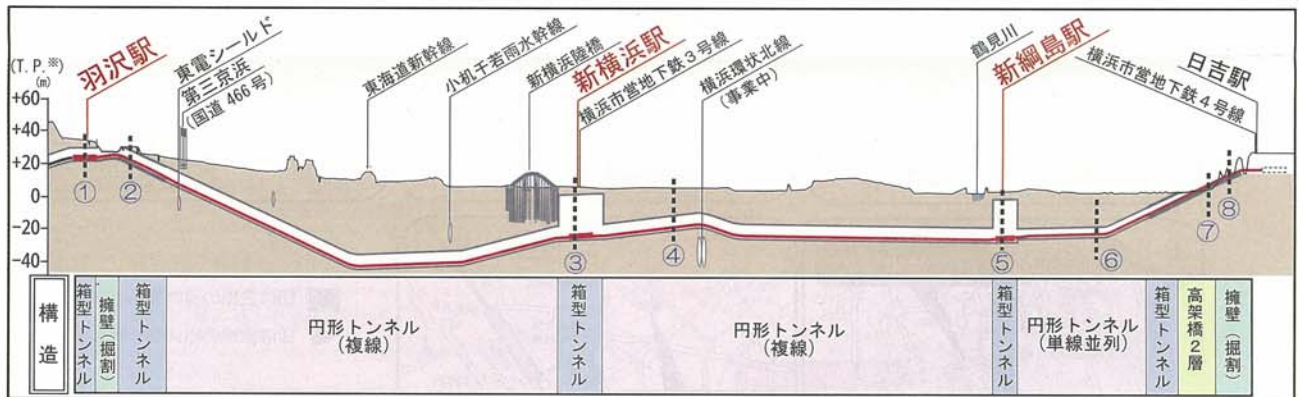 (T.P.※)
(m)
+60
+40
+20
0
-20
-40
羽沢駅
東電シールド
第三京浜
(国道466号)
東海道新幹線
小机千若雨水幹線
新横浜陸橋
新横浜駅
横浜市営地下鉄3号線
横浜環状北線
(事業中)
鶴見川
新綱島駅
横浜市営地下鉄4号線
日吉駅
①
②
③
④
⑤
⑥
⑦
⑧
構造
箱型トンネル
擁壁(掘割)
箱型トンネル
円形トンネル
(複線)
箱型トンネル
円形トンネル
(複線)
箱型トンネル
円形トンネル
(単線並列)
箱型トンネル
高架橋2層
擁壁(掘割)